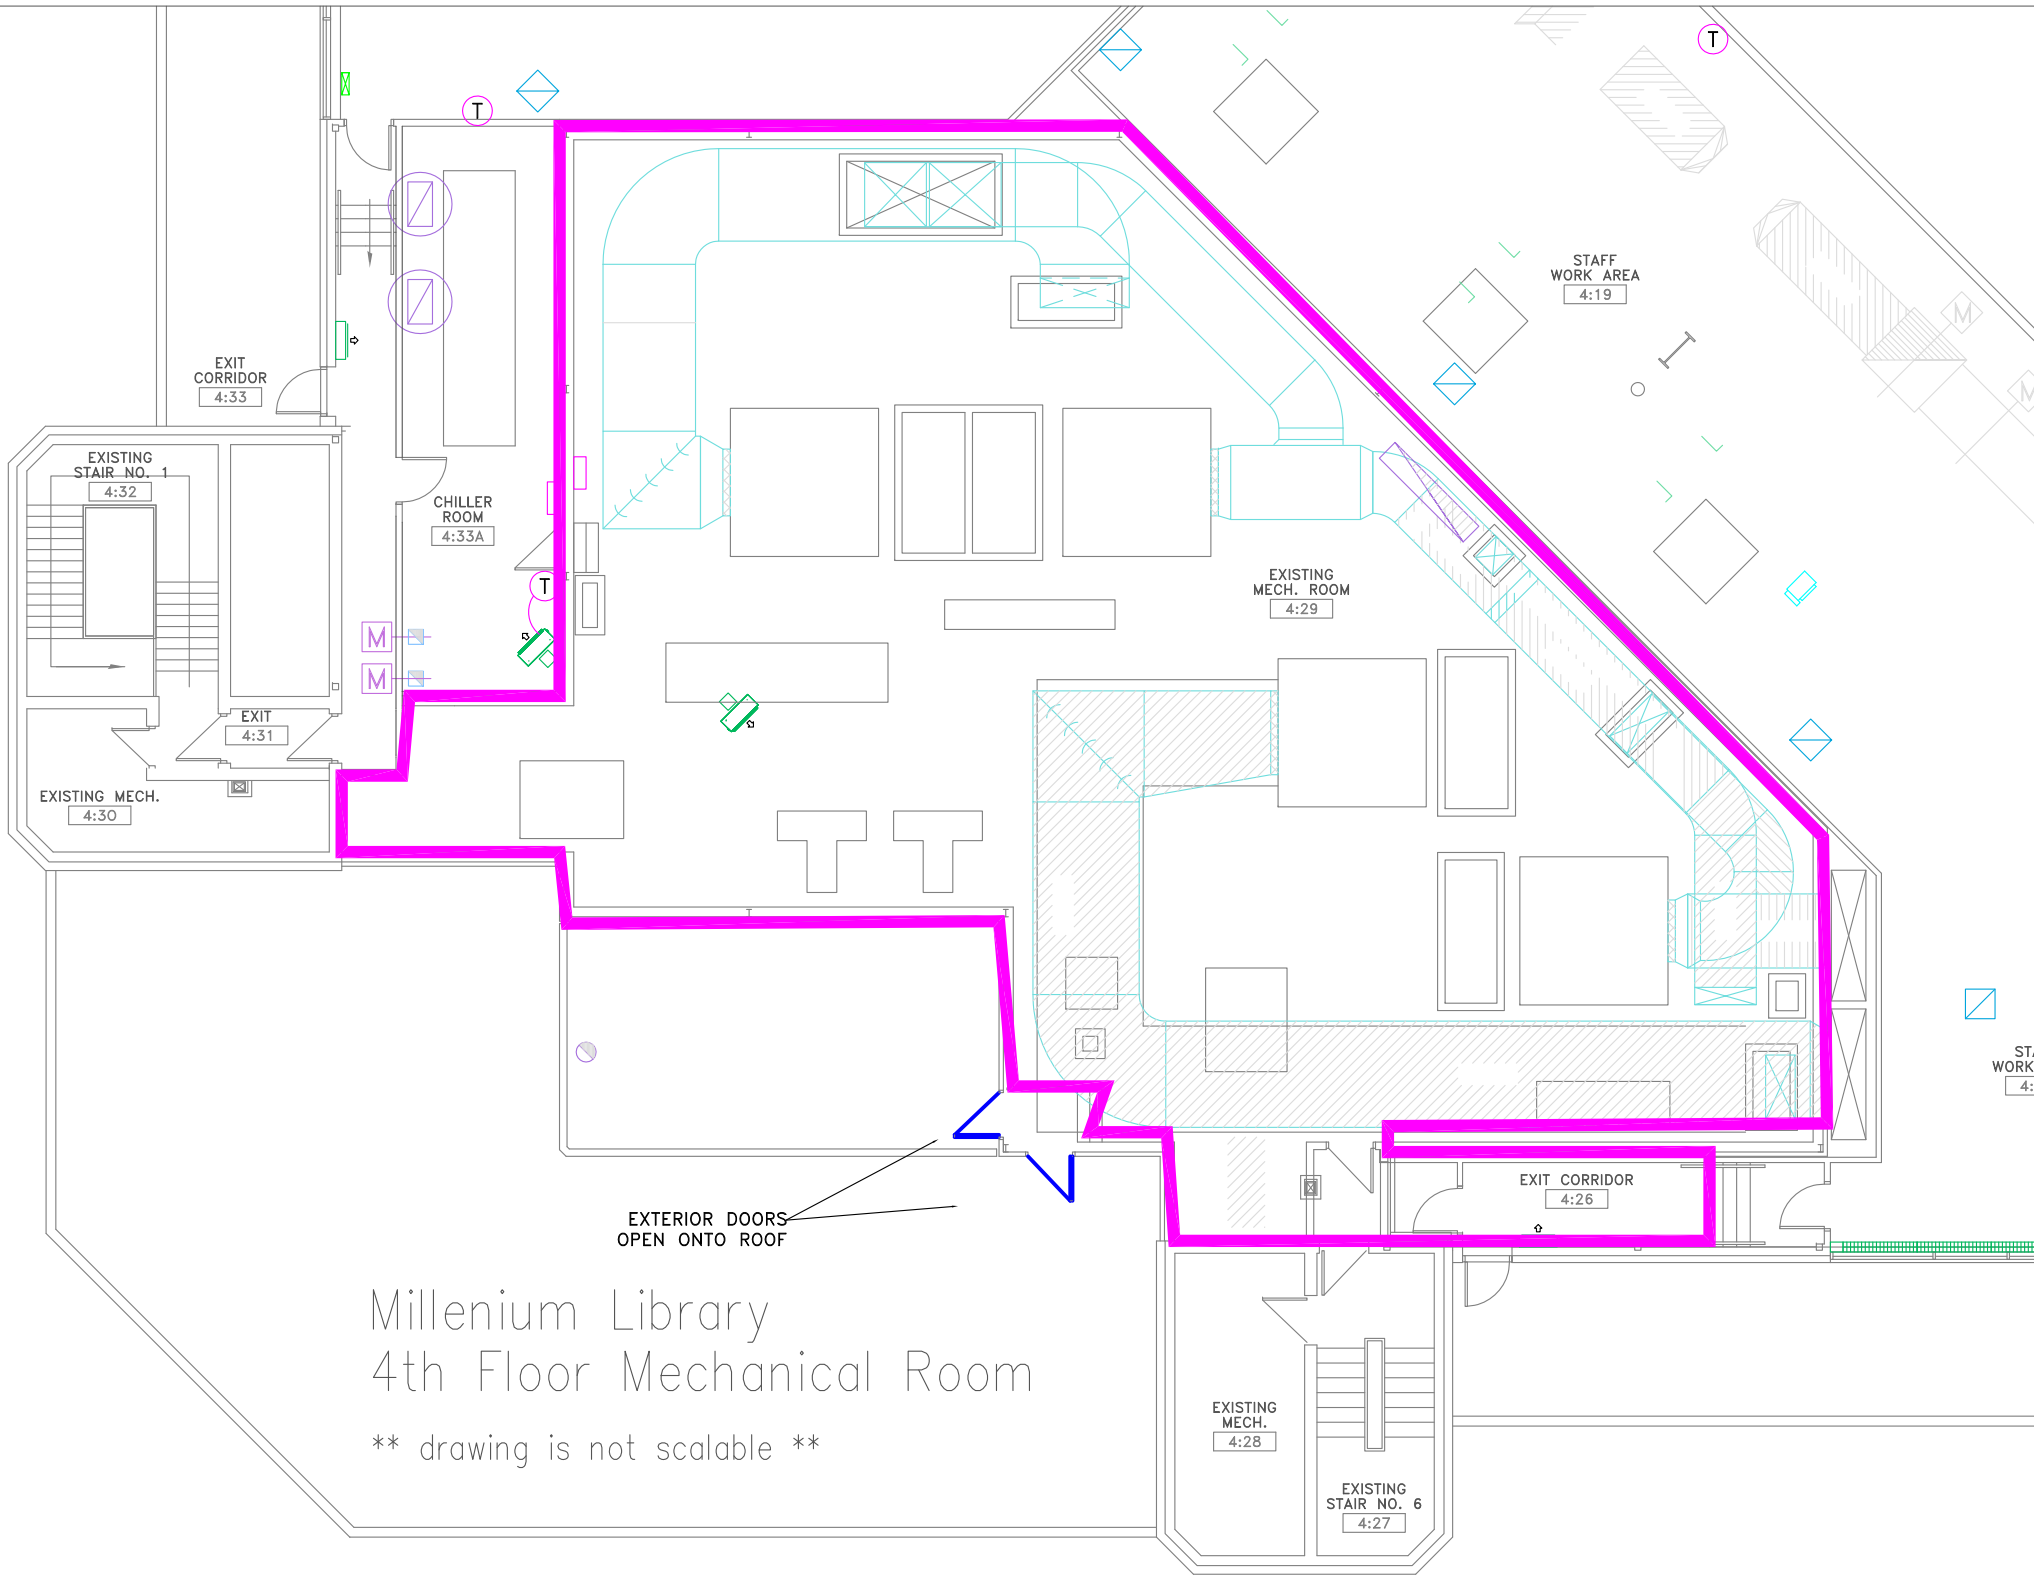 T
T
STAFF
WORK AREA
4:19
M
M
EXIT
CORRIDOR
4:33
EXISTING
STAIR NO. 1
4:32
CHILLER
ROOM
4:33A
T
EXISTING
MECH. ROOM
4:29
M
M
EXIT
4:31
EXISTING MECH.
4:30
STA
WORK
4:
EXIT CORRIDOR
4:26
EXTERIOR DOORS
OPEN ONTO ROOF
Millenium Library
4th Floor Mechanical Room
** drawing is not scalable **
EXISTING
MECH.
4:28
EXISTING
STAIR NO. 6
4:27